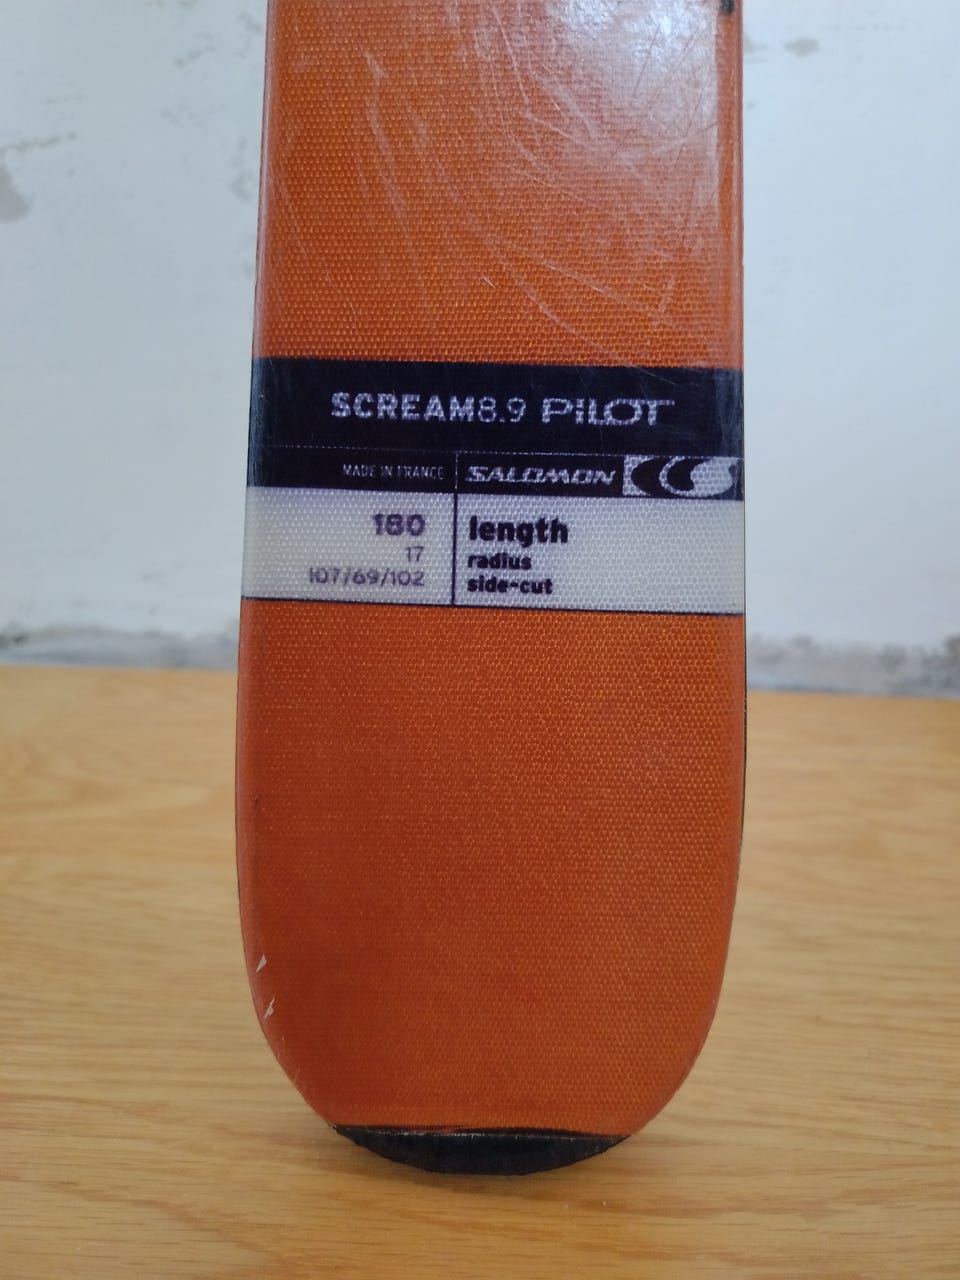 SCREAM8.9 PILOT
MADE IN FRANCE SALOMON
180 length
17 radius
107/69/102 side-cut